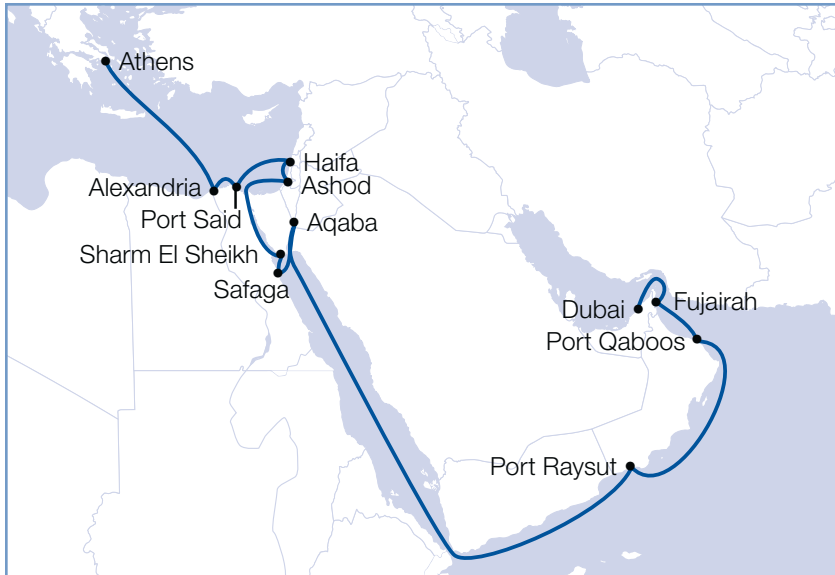 Athens
Haifa
Alexandria
Ashod
Port Said
Aqaba
Sharm El Sheikh
Safaga
Dubai
Fujairah
Port Qaboos
Port Raysut